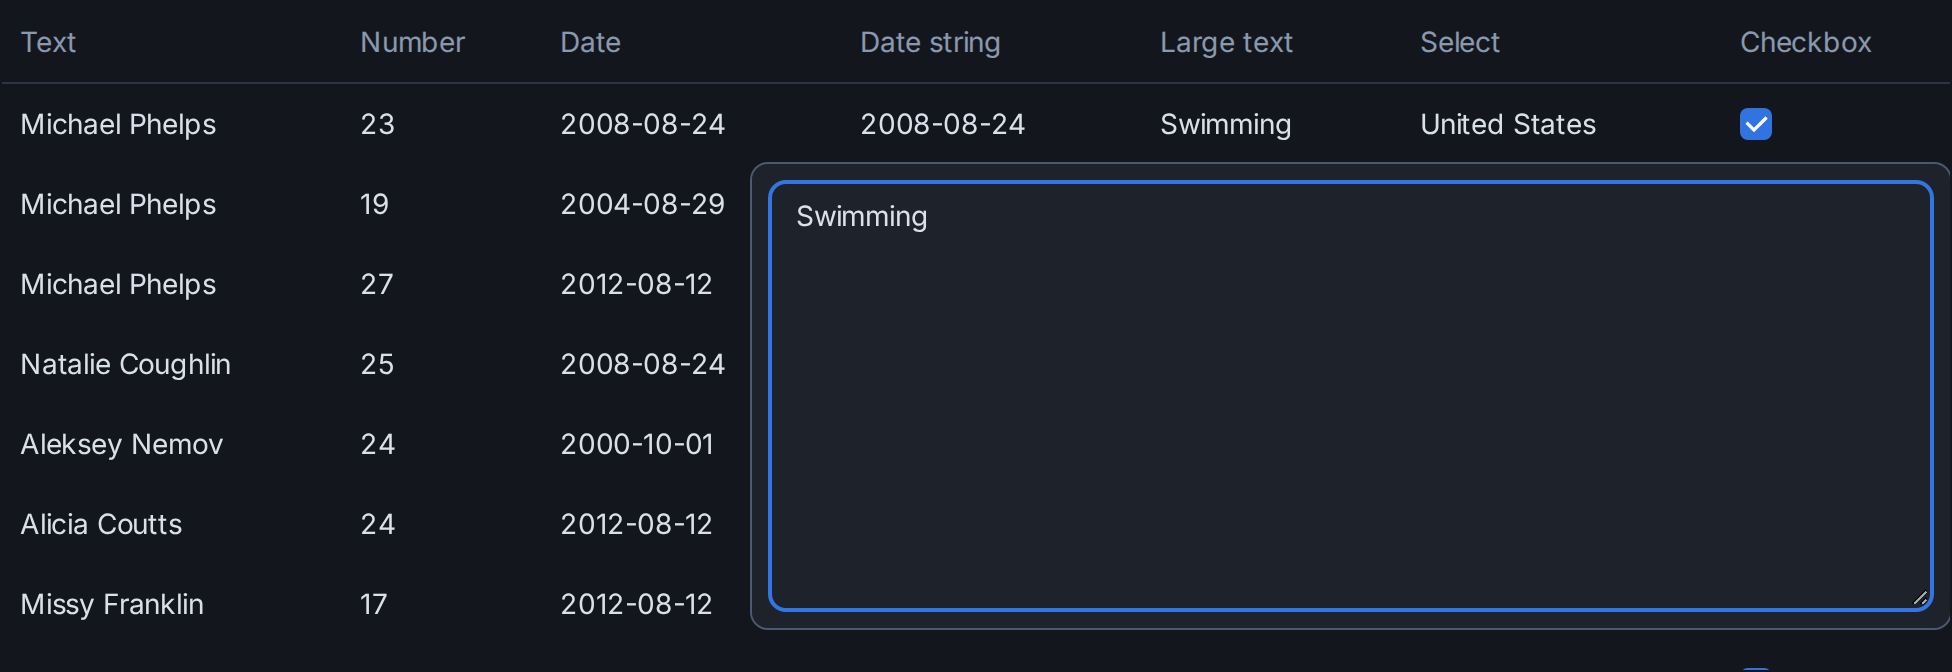 Text Number Date Date string Large text Select Checkbox
Michael Phelps 23 2008-08-24 2008-08-24 Swimming United States
Michael Phelps 19 2004-08-29
Swimming
Michael Phelps 27 2012-08-12
Natalie Coughlin 25 2008-08-24
Aleksey Nemov 24 2000-10-01
Alicia Coutts 24 2012-08-12
Missy Franklin 17 2012-08-12